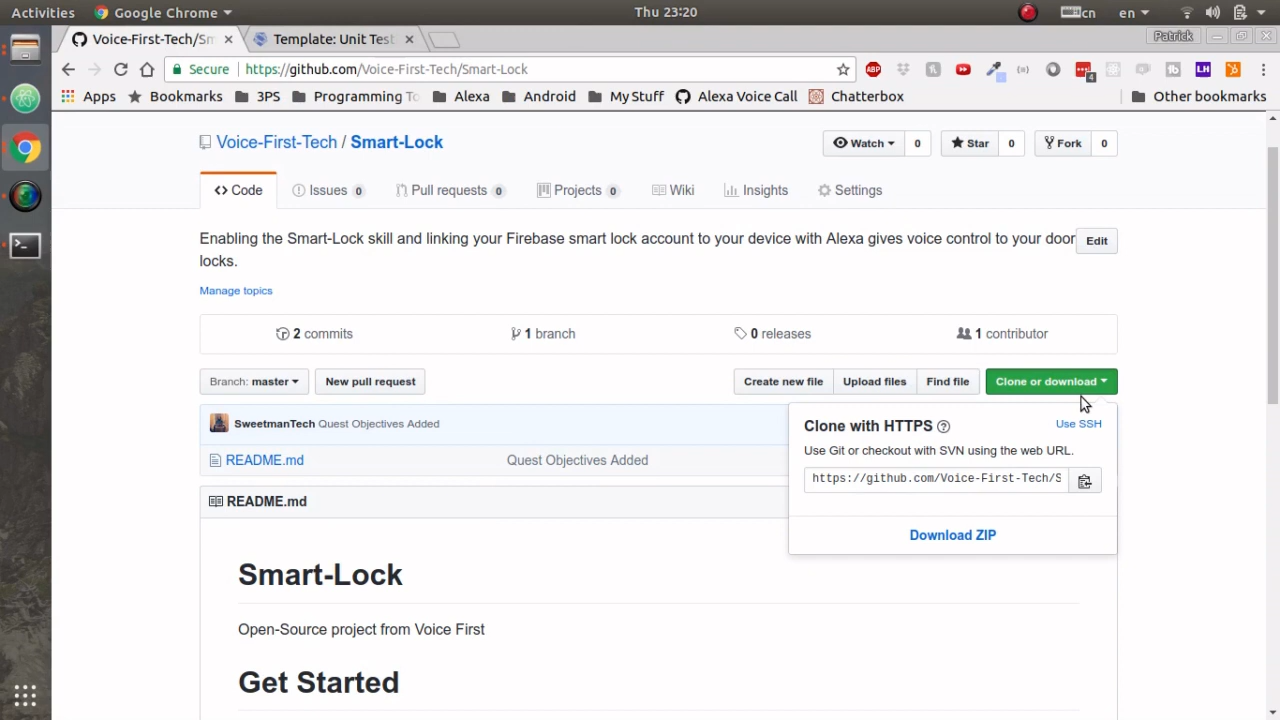 Activities
Google Chrome
Thu 23:20
cn
en
Voice-First-Tech/Sm
Template: Unit Test
Patrick
Secure
https://github.com/Voice-First-Tech/Smart-Lock
ABP
4
LH
Apps
Bookmarks
3PS
Programming To
Alexa
Android
My Stuff
Alexa Voice Call
Chatterbox
Other bookmarks
Voice-First-Tech / Smart-Lock
Watch 0
Star 0
Fork 0
Code
Issues 0
Pull requests 0
Projects 0
Wiki
Insights
Settings
Enabling the Smart-Lock skill and linking your Firebase smart lock account to your device with Alexa gives voice control to your door
locks.
Edit
Manage topics
2 commits
1 branch
0 releases
1 contributor
Branch: master
New pull request
Create new file
Upload files
Find file
Clone or download
SweetmanTech Quest Objectives Added
Clone with HTTPS ?
Use SSH
Use Git or checkout with SVN using the web URL.
README.md
Quest Objectives Added
https://github.com/Voice-First-Tech/S
README.md
Download ZIP
Smart-Lock
Open-Source project from Voice First
Get Started